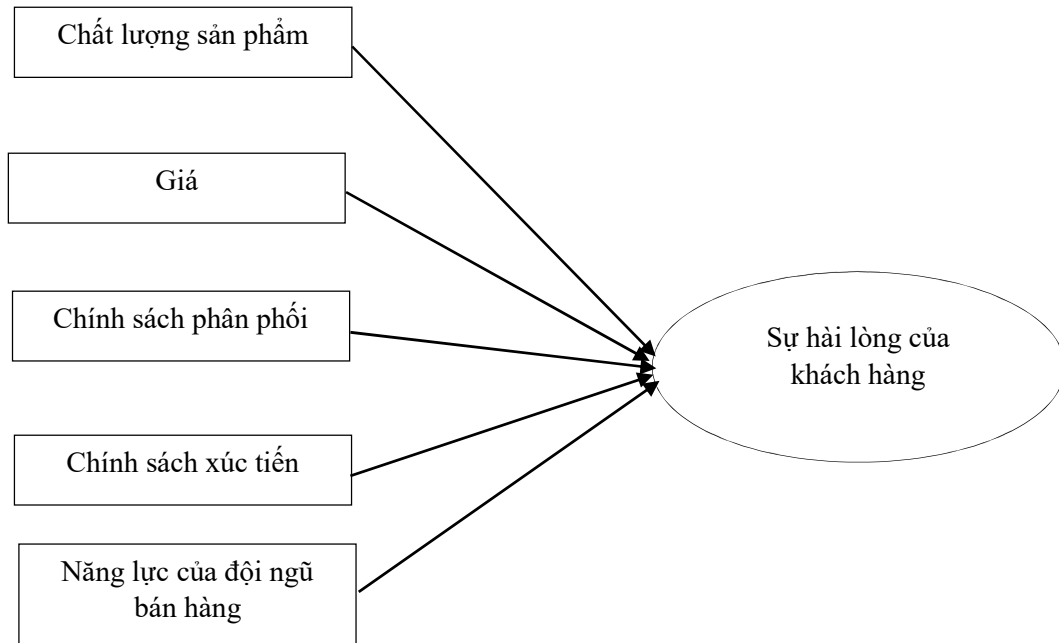 Chất lượng sản phẩm
Giá
Chính sách phân phối
Sự hài lòng của
khách hàng
Chính sách xúc tiến
Năng lực của đội ngũ
bán hàng